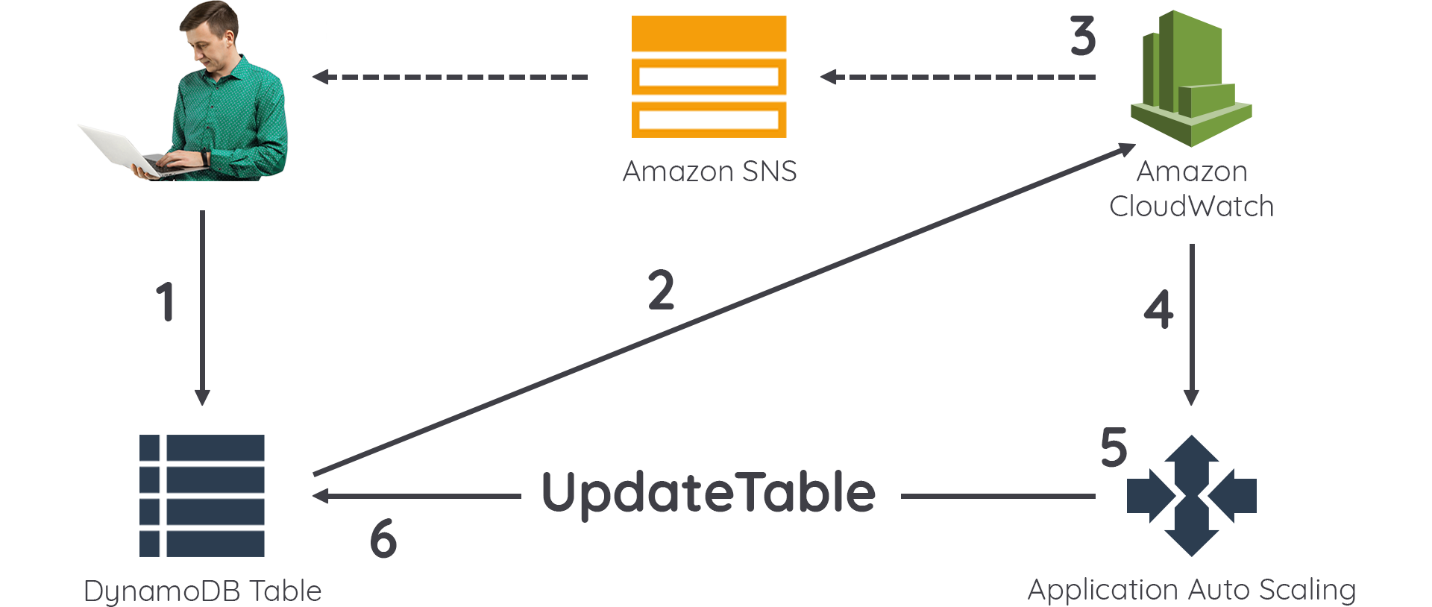 3
Amazon SNS
Amazon
CloudWatch
1
2
4
5
UpdateTable
6
DynamoDB Table
Application Auto Scaling